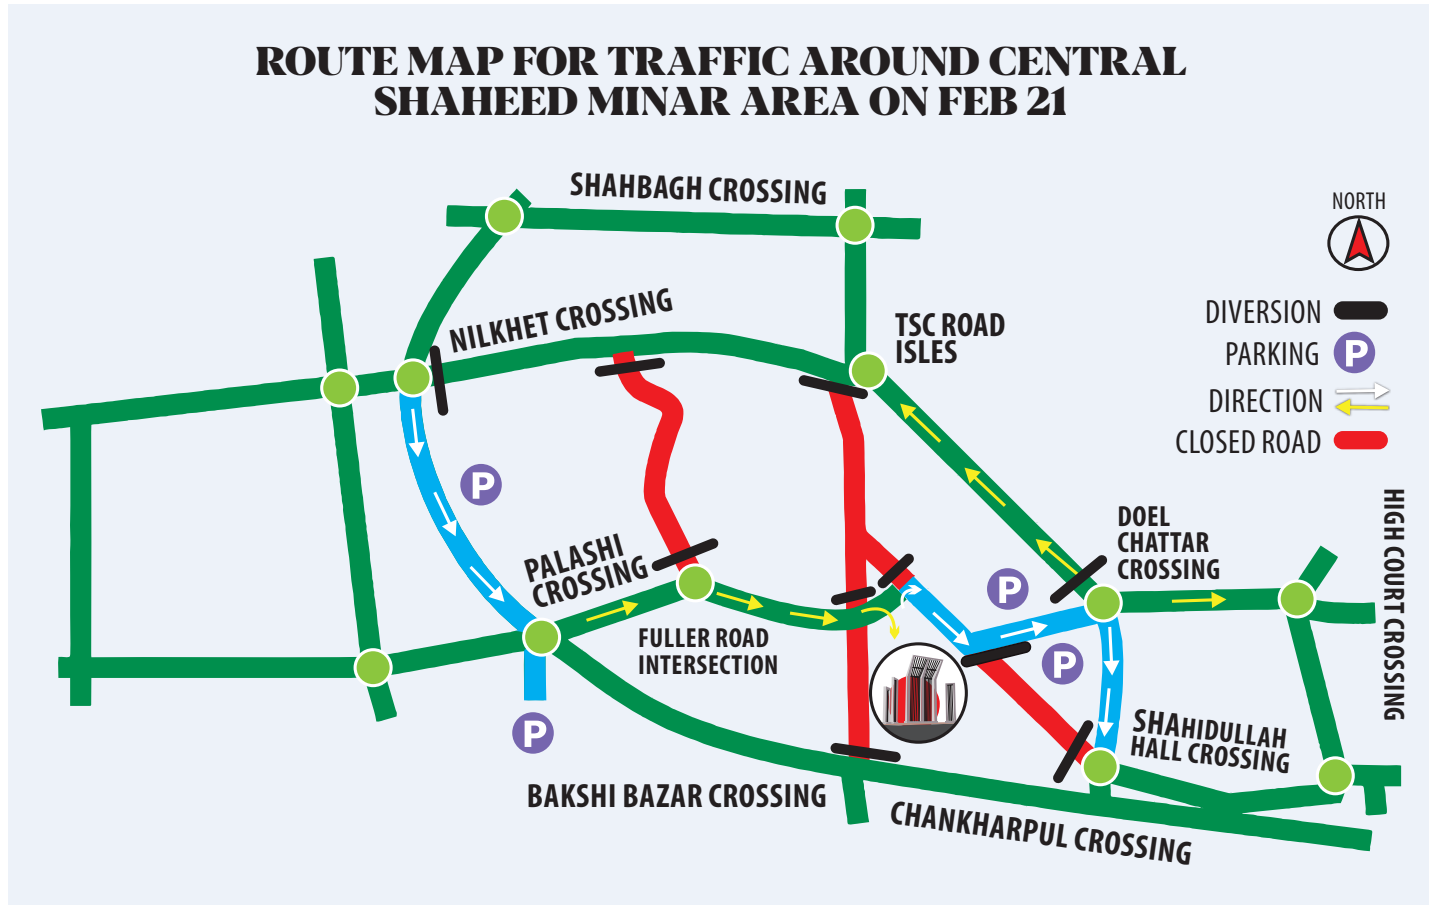 ROUTE MAP FOR TRAFFIC AROUND CENTRAL
SHAHEED MINAR AREA ON FEB 21
SHAHBAGH CROSSING
NORTH
NILKHET CROSSING
TSC ROAD
ISLES
DIVERSION
PARKING P
DIRECTION
CLOSED ROAD
P
PALASHI
CROSSING
DOEL
CHATTAR
CROSSING
HIGH COURT CROSSING
P
FULLER ROAD
INTERSECTION
P
P
SHAHIDULLAH
HALL CROSSING
BAKSHI BAZAR CROSSING
CHANKHARPUL CROSSING